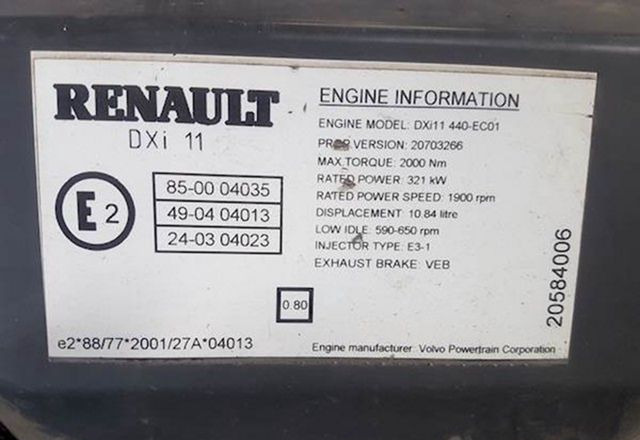 RENAULT
DXi 11
E2
85-00 04035
49-04 04013
24-03 04023
0.80
e2*88/77*2001/27A*04013
ENGINE INFORMATION
ENGINE MODEL: DXi11 440-EC01
VERSION: 20703266
MAX TORQUE: 2000 Nm
RATED POWER: 321 kW
RATED POWER SPEED: 1900 rpm
DISPLACEMENT: 10.84 litre
LOW IDLE: 590-650 rpm
INJECTOR TYPE: E3-1
EXHAUST BRAKE: VEB
Engine manufacturer: Volvo Powertrain Corporation
20584006